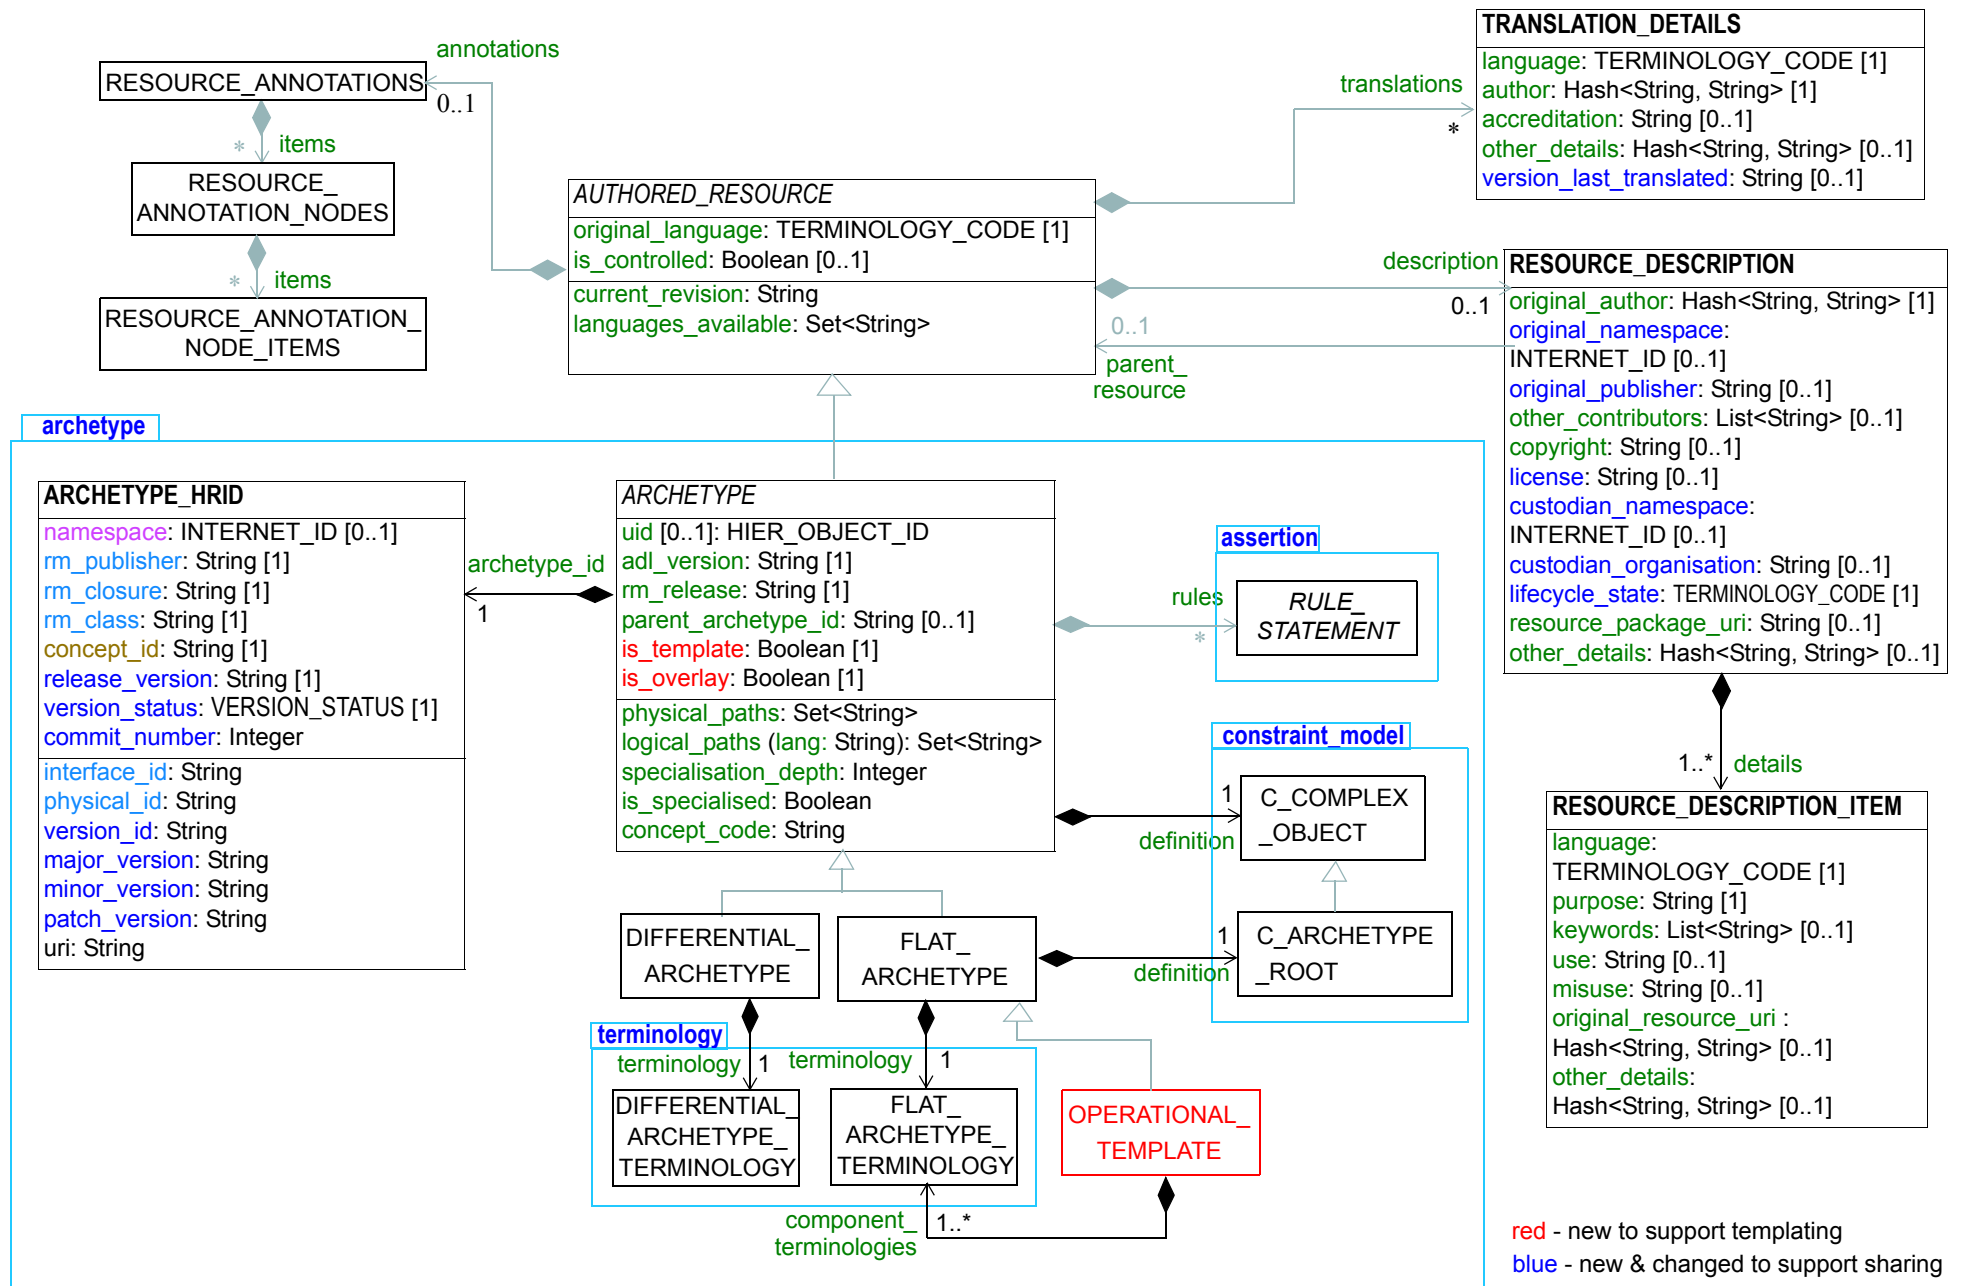 annotations
RESOURCE_ANNOTATIONS
0..1
* items
RESOURCE_
ANNOTATION_NODES
* items
RESOURCE_ANNOTATION_
NODE_ITEMS
AUTHORED_RESOURCE
original_language: TERMINOLOGY_CODE [1]
is_controlled: Boolean [0..1]
current_revision: String
languages_available: Set<String>
translations
*
TRANSLATION_DETAILS
language: TERMINOLOGY_CODE [1]
author: Hash<String, String> [1]
accreditation: String [0..1]
other_details: Hash<String, String> [0..1]
version_last_translated: String [0..1]
description
0..1
0..1
parent_
resource
RESOURCE_DESCRIPTION
original_author: Hash<String, String> [1]
original_namespace:
INTERNET_ID [0..1]
original_publisher: String [0..1]
other_contributors: List<String> [0..1]
copyright: String [0..1]
license: String [0..1]
custodian_namespace:
INTERNET_ID [0..1]
custodian_organisation: String [0..1]
lifecycle_state: TERMINOLOGY_CODE [1]
resource_package_uri: String [0..1]
other_details: Hash<String, String> [0..1]
1..* details
RESOURCE_DESCRIPTION_ITEM
language:
TERMINOLOGY_CODE [1]
purpose: String [1]
keywords: List<String> [0..1]
use: String [0..1]
misuse: String [0..1]
original_resource_uri :
Hash<String, String> [0..1]
other_details:
Hash<String, String> [0..1]
archetype
ARCHETYPE_HRID
namespace: INTERNET_ID [0..1]
rm_publisher: String [1]
rm_closure: String [1]
rm_class: String [1]
concept_id: String [1]
release_version: String [1]
version_status: VERSION_STATUS [1]
commit_number: Integer
interface_id: String
physical_id: String
version_id: String
major_version: String
minor_version: String
patch_version: String
uri: String
archetype_id
1
ARCHETYPE
uid [0..1]: HIER_OBJECT_ID
adl_version: String [1]
rm_release: String [1]
parent_archetype_id: String [0..1]
is_template: Boolean [1]
is_overlay: Boolean [1]
physical_paths: Set<String>
logical_paths (lang: String): Set<String>
specialisation_depth: Integer
is_specialised: Boolean
concept_code: String
assertion
rules
*
RULE_
STATEMENT
constraint_model
1
definition
C_COMPLEX
_OBJECT
1
definition
C_ARCHETYPE
_ROOT
DIFFERENTIAL_
ARCHETYPE
FLAT_
ARCHETYPE
terminology
terminology 1
terminology 1
DIFFERENTIAL_
ARCHETYPE_
TERMINOLOGY
FLAT_
ARCHETYPE_
TERMINOLOGY
OPERATIONAL_
TEMPLATE
component_
terminologies
1..*
red - new to support templating
blue - new & changed to support sharing